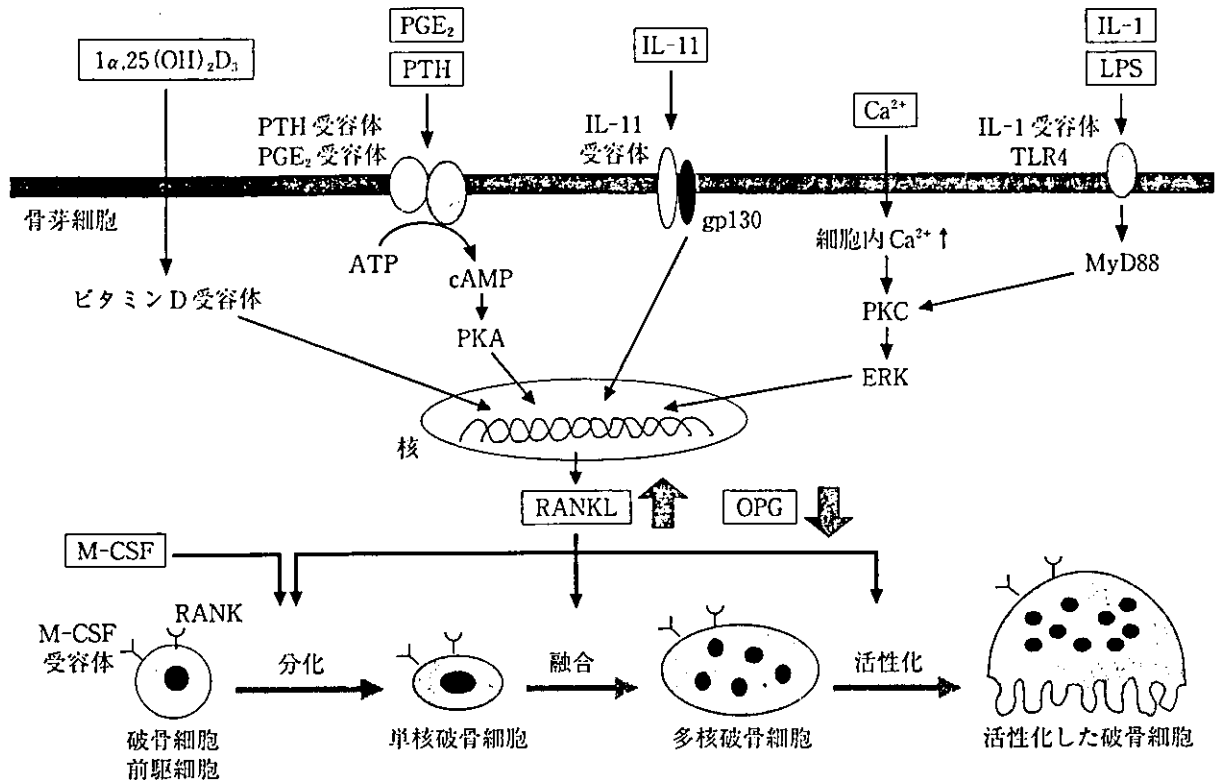 PGE₂
IL-11
IL-1
1α,25(OH)₂D₃
PTH
LPS
Ca²⁺
PTH 受容体
PGE₂ 受容体
IL-11
受容体
IL-1 受容体
TLR4
骨芽細胞
gp130
細胞内 Ca²⁺ ↑
ATP
cAMP
MyD88
ビタミン D 受容体
PKC
PKA
ERK
核
RANKL
OPG
M-CSF
RANK
M-CSF
受容体
分化
融合
活性化
破骨細胞
前駆細胞
単核破骨細胞
多核破骨細胞
活性化した破骨細胞